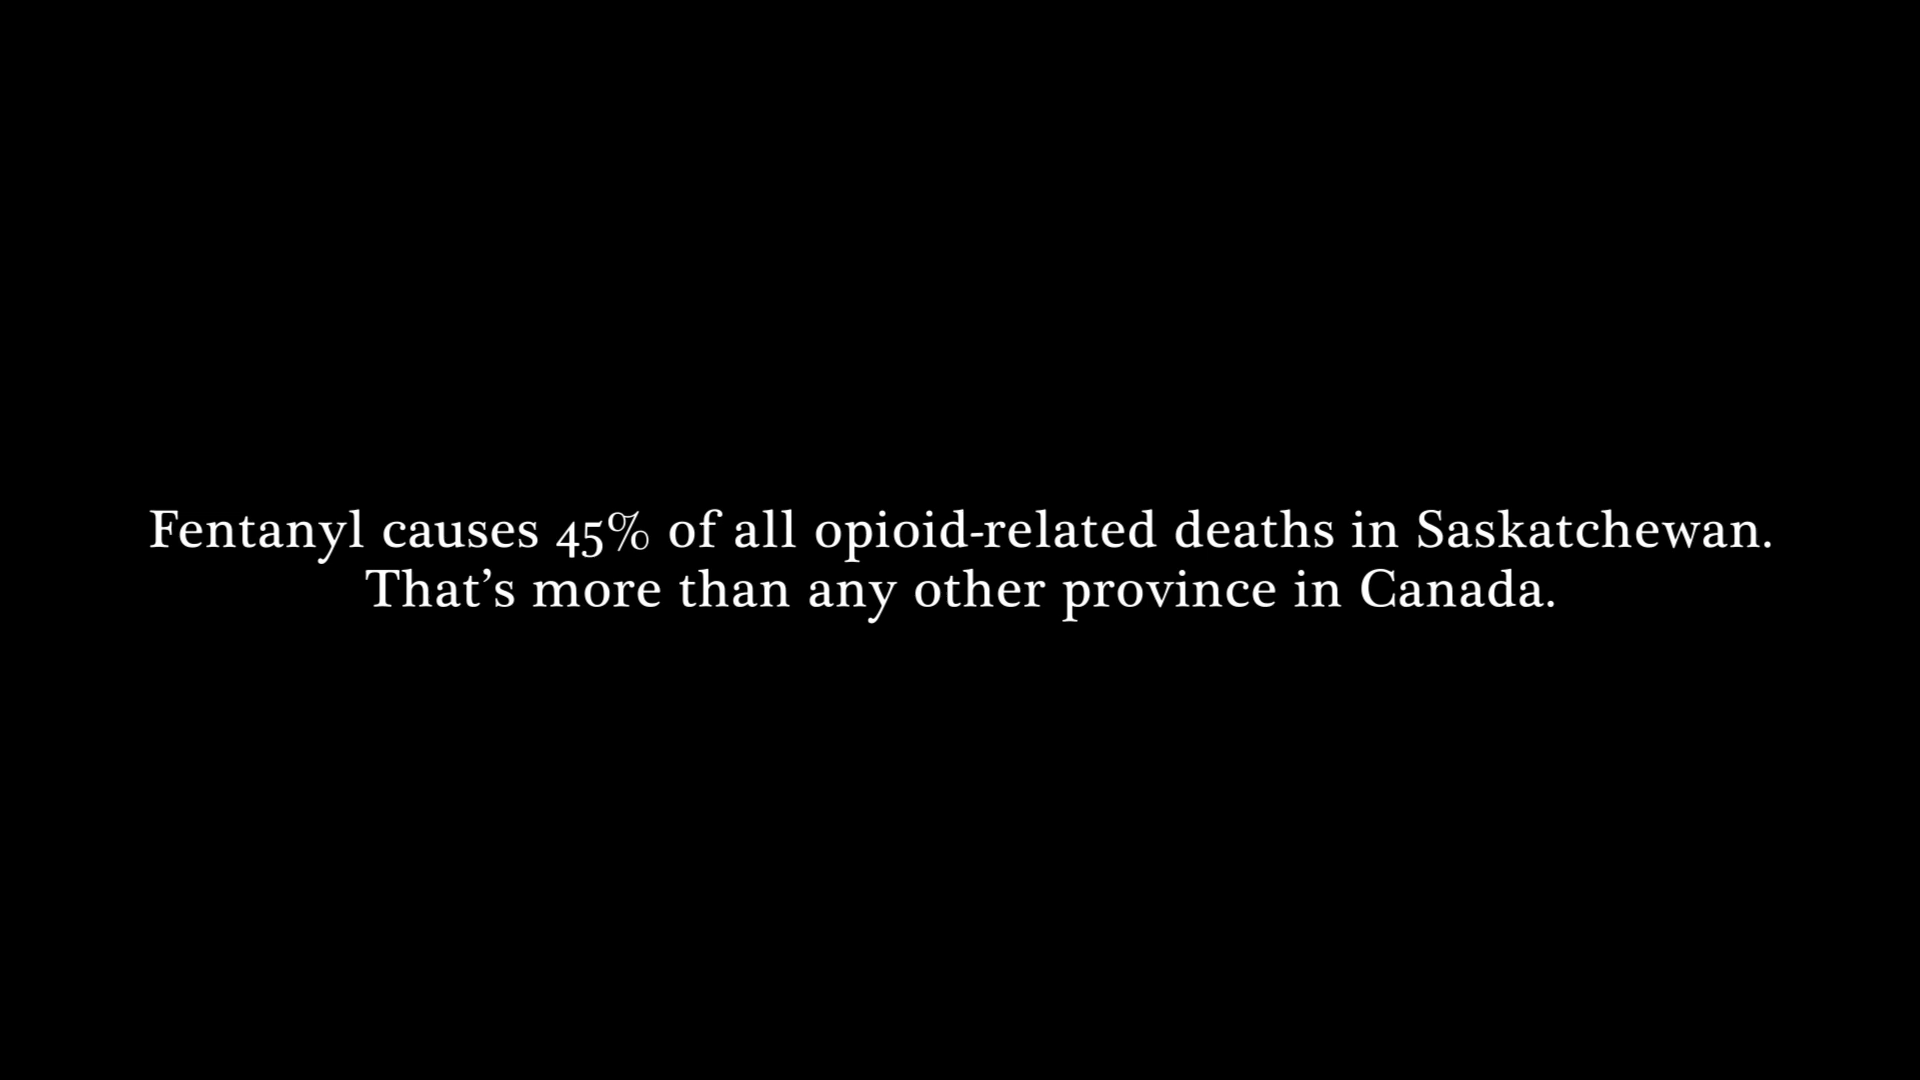 Fentanyl causes 45% of all opioid-related deaths in Saskatchewan.
That’s more than any other province in Canada.